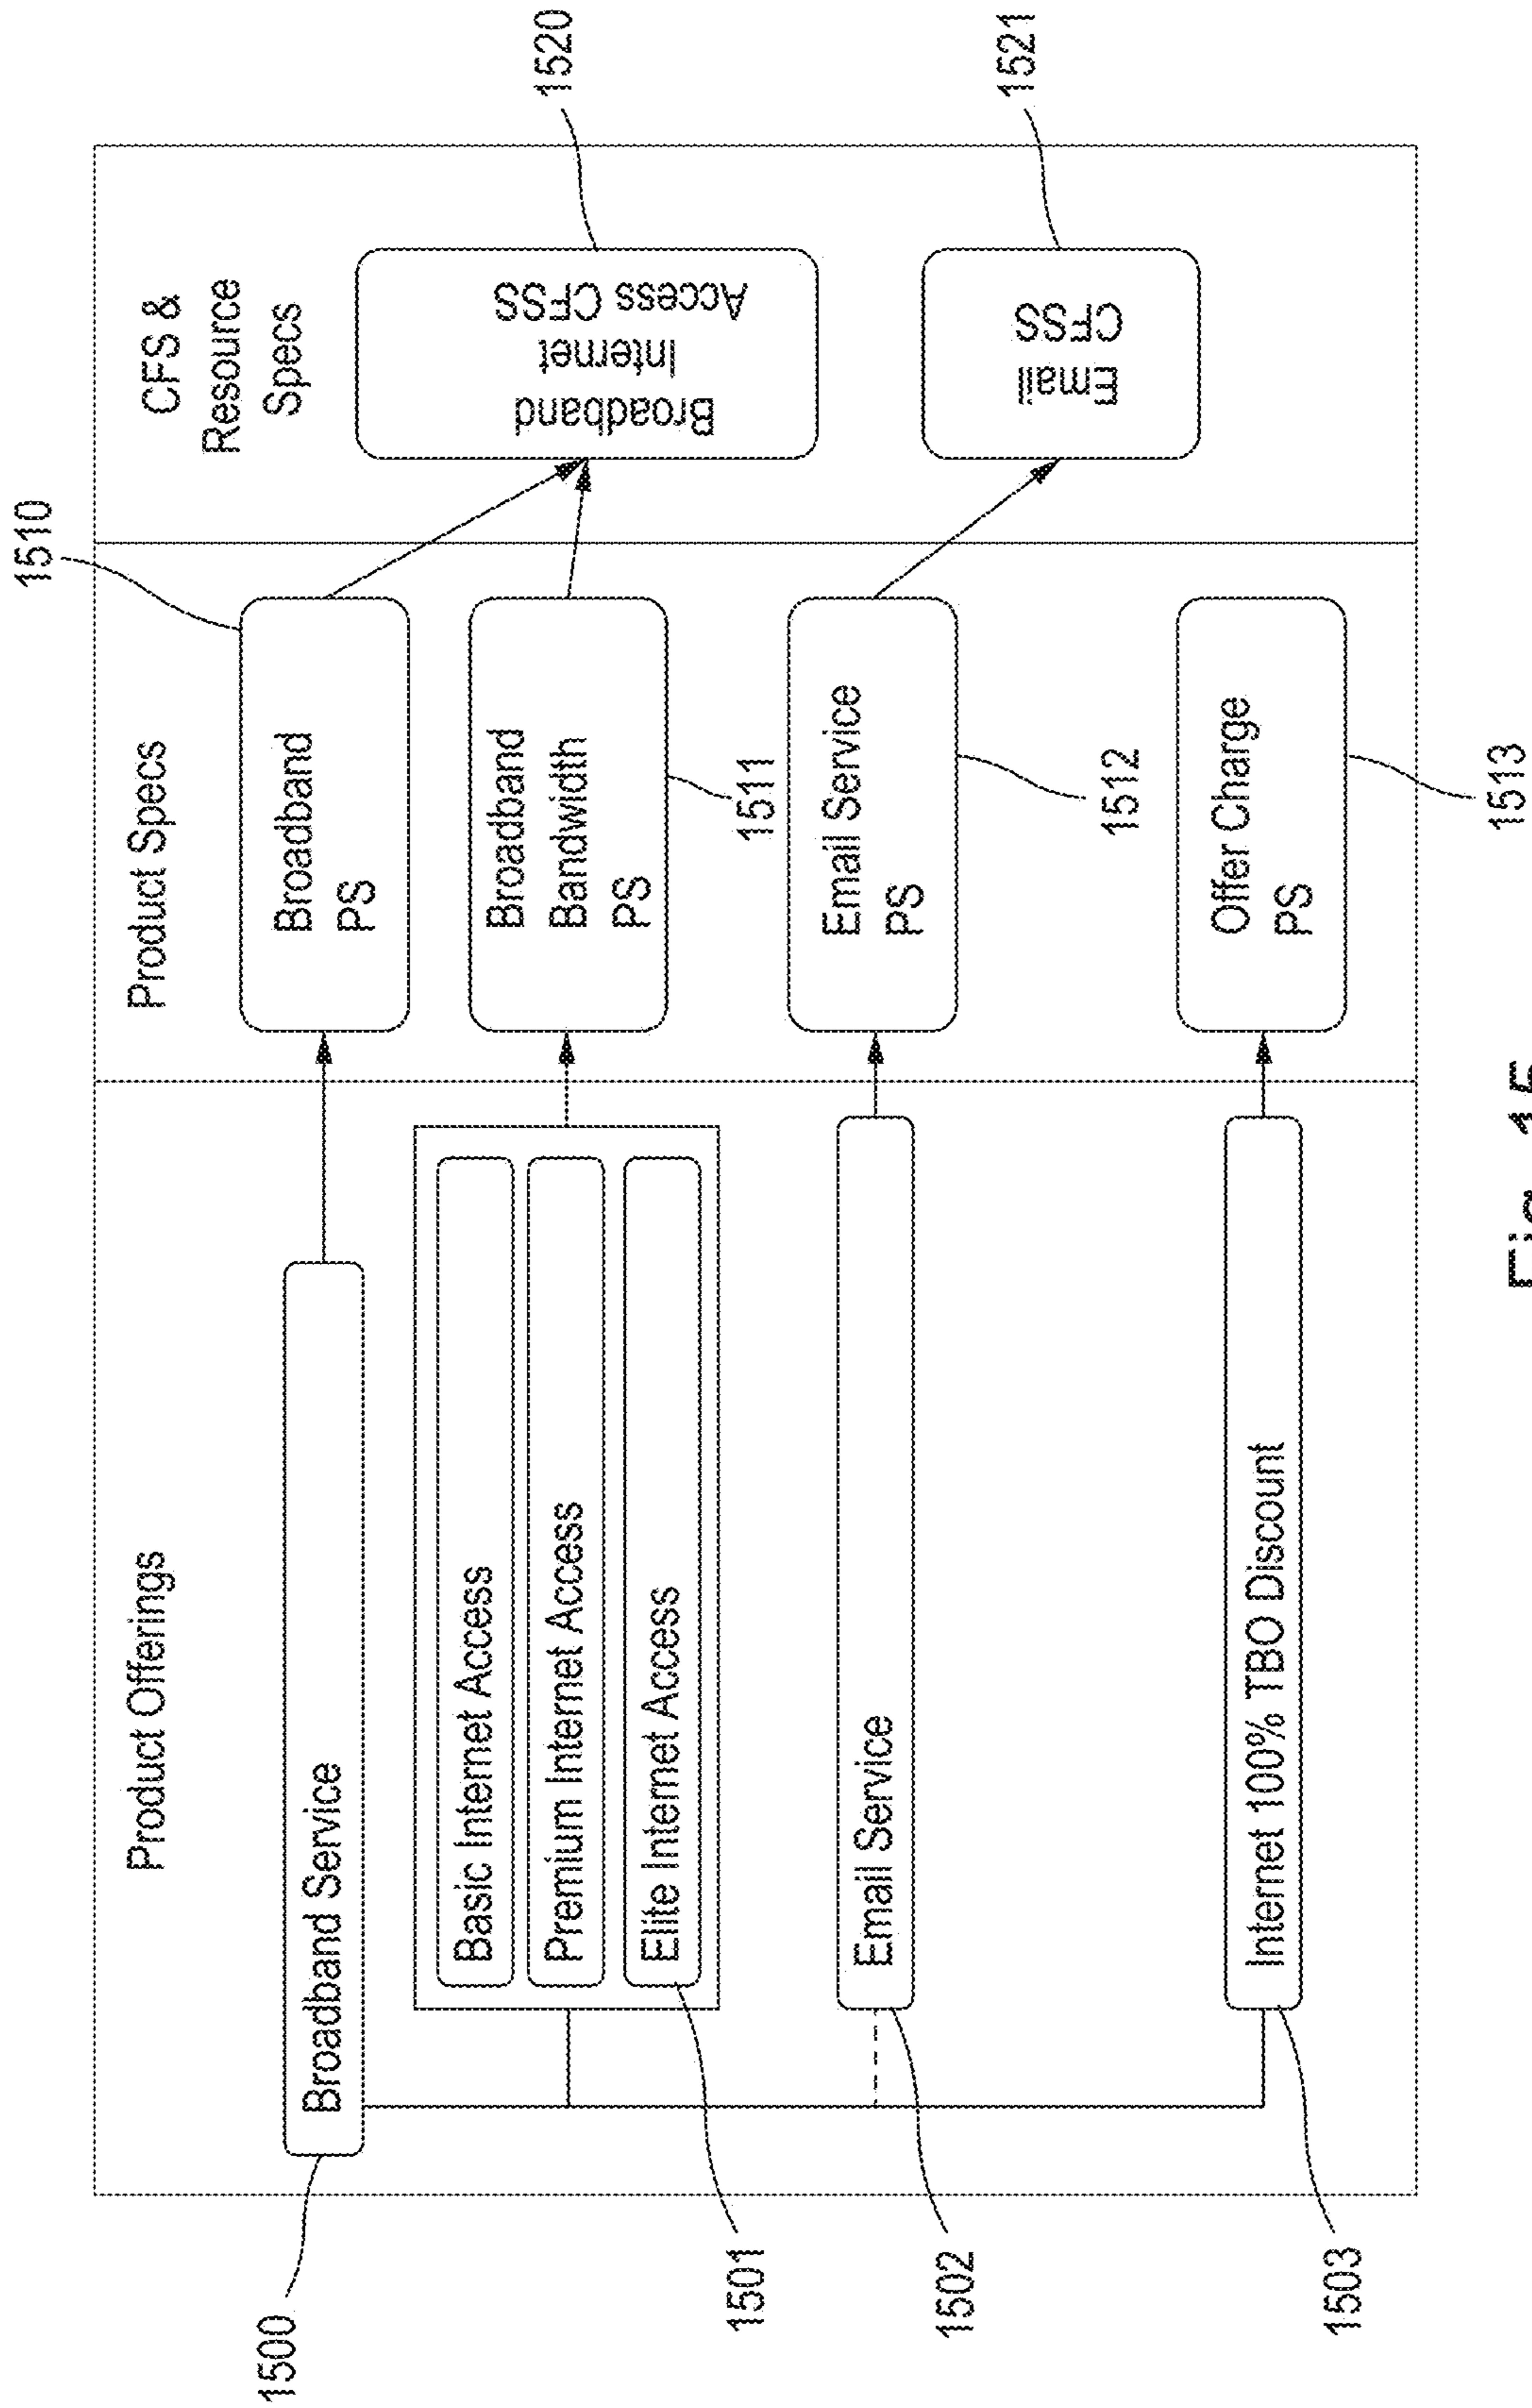 Product Offerings
Product Specs
CFS &
Resource
Specs
1500
Broadband Service
Broadband
PS
1510
Broadband
Internet
Access CFSS
1520
Basic Internet Access
Premium Internet Access
Elite Internet Access
1501
Broadband
Bandwidth
PS
1511
Email Service
1502
Email Service
PS
1512
Email
CFSS
1521
Internet 100% TBO Discount
1503
Offer Charge
PS
1513
Fig. 15